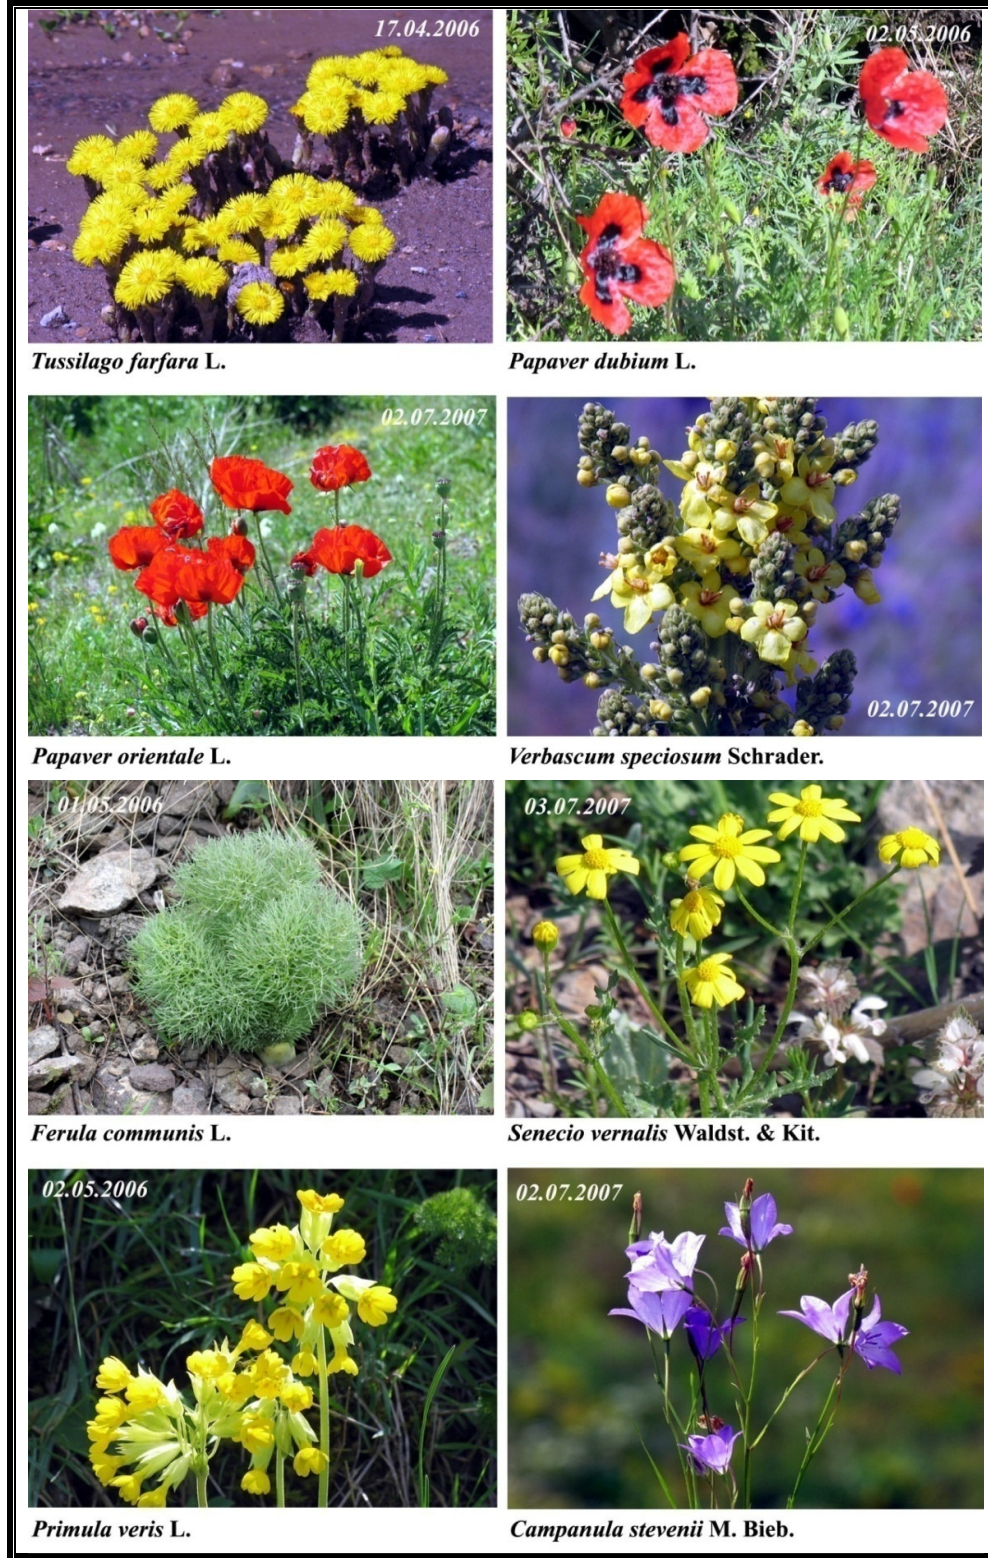 17.04.2006
02.05.2006
Tussilago farfara L.
Papaver dubium L.
02.07.2007
02.07.2007
Papaver orientale L.
Verbascum speciosum Schrader.
01.05.2006
03.07.2007
Ferula communis L.
Senecio vernalis Waldst. & Kit.
02.05.2006
02.07.2007
Primula veris L.
Campanula stevenii M. Bieb.